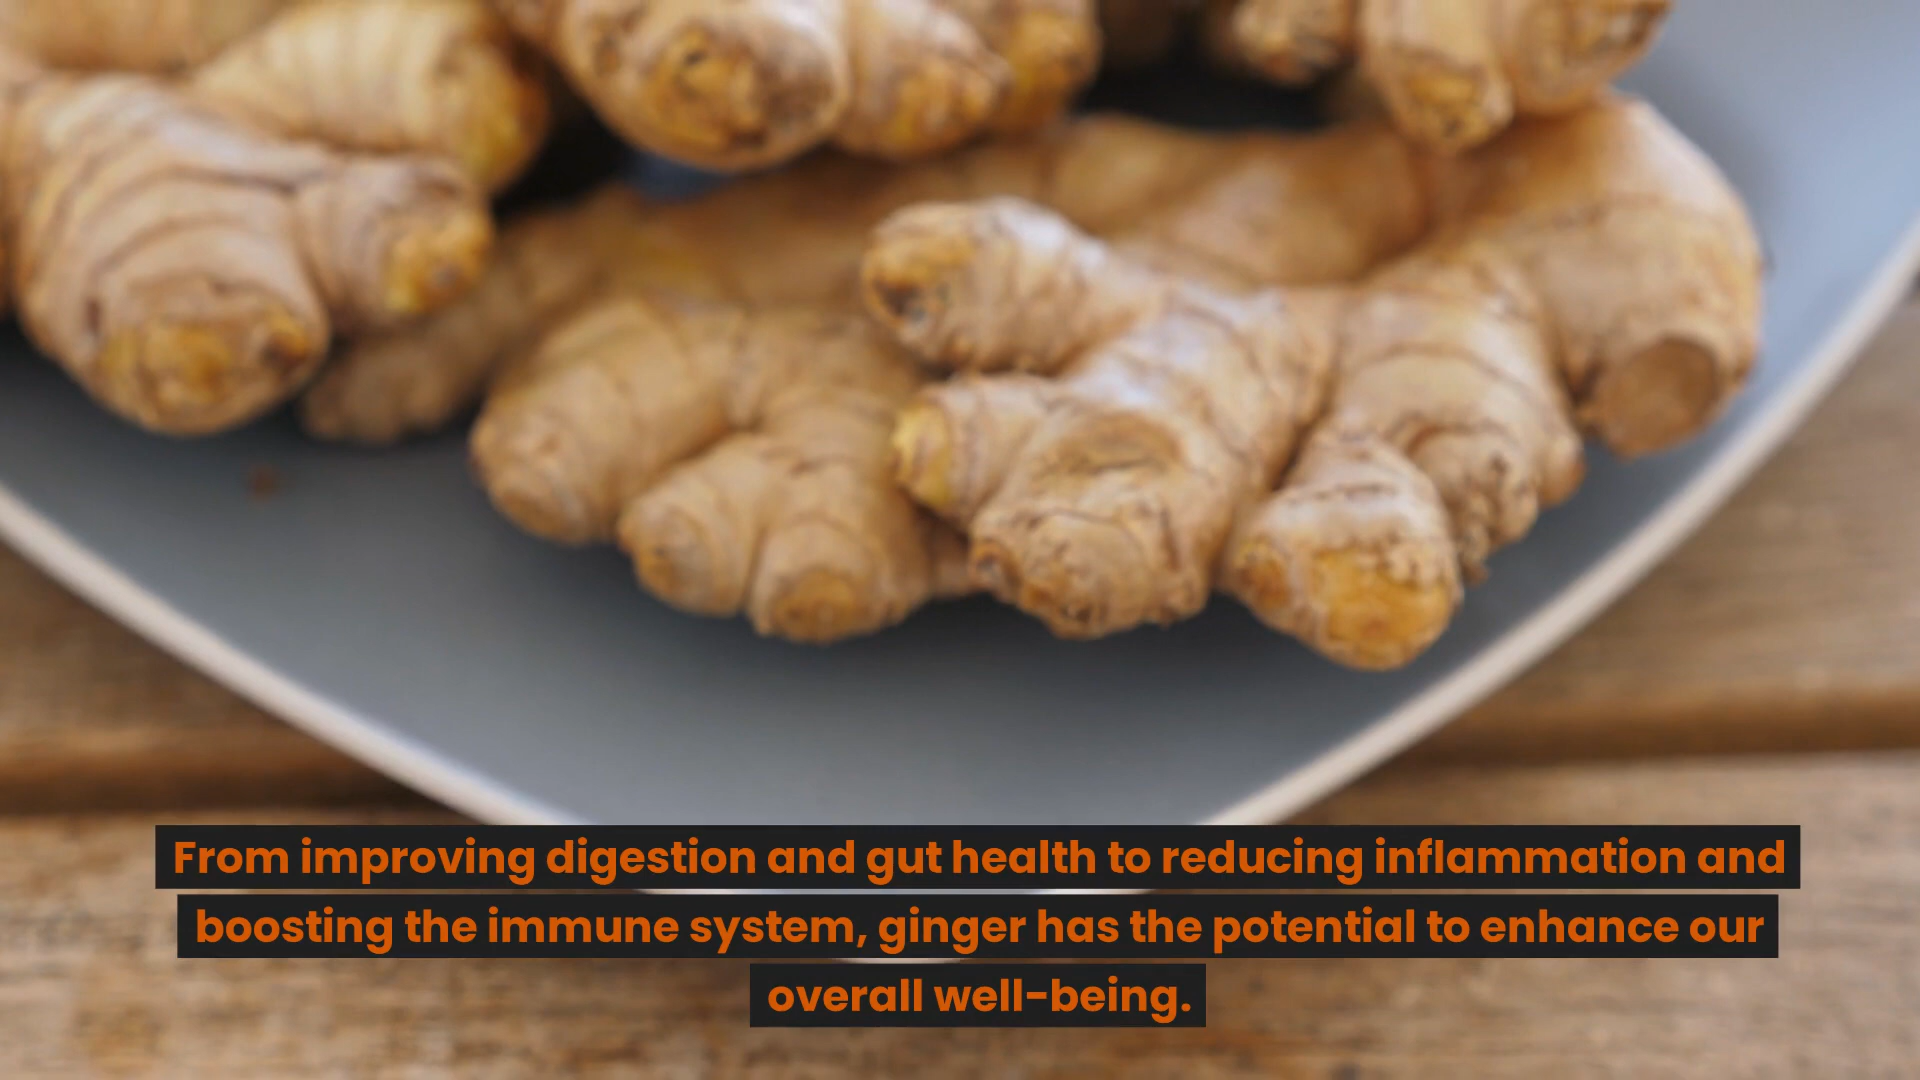 From improving digestion and gut health to reducing inflammation and
boosting the immune system, ginger has the potential to enhance our
overall well-being.